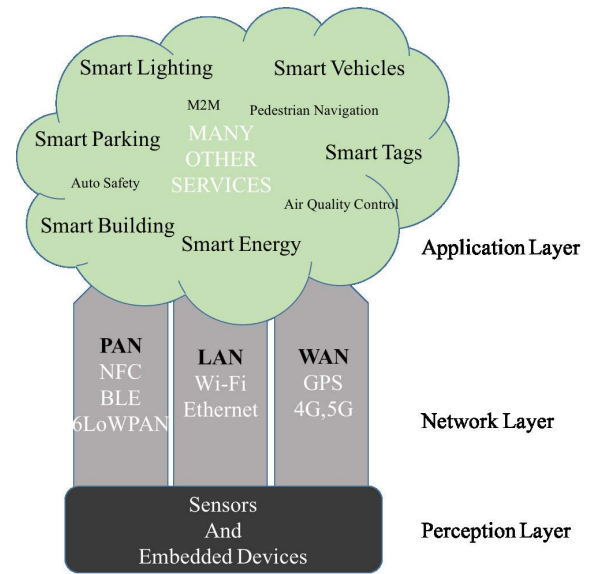 Smart Lighting
Smart Vehicles
M2M
Pedestrian Navigation
MANY
OTHER
SERVICES
Smart Parking
Smart Tags
Auto Safety
Air Quality Control
Smart Building
Smart Energy
Application Layer
PAN
NFC
BLE
6LoWPAN
LAN
Wi-Fi
Ethernet
WAN
GPS
4G,5G
Network Layer
Sensors
And
Embedded Devices
Perception Layer